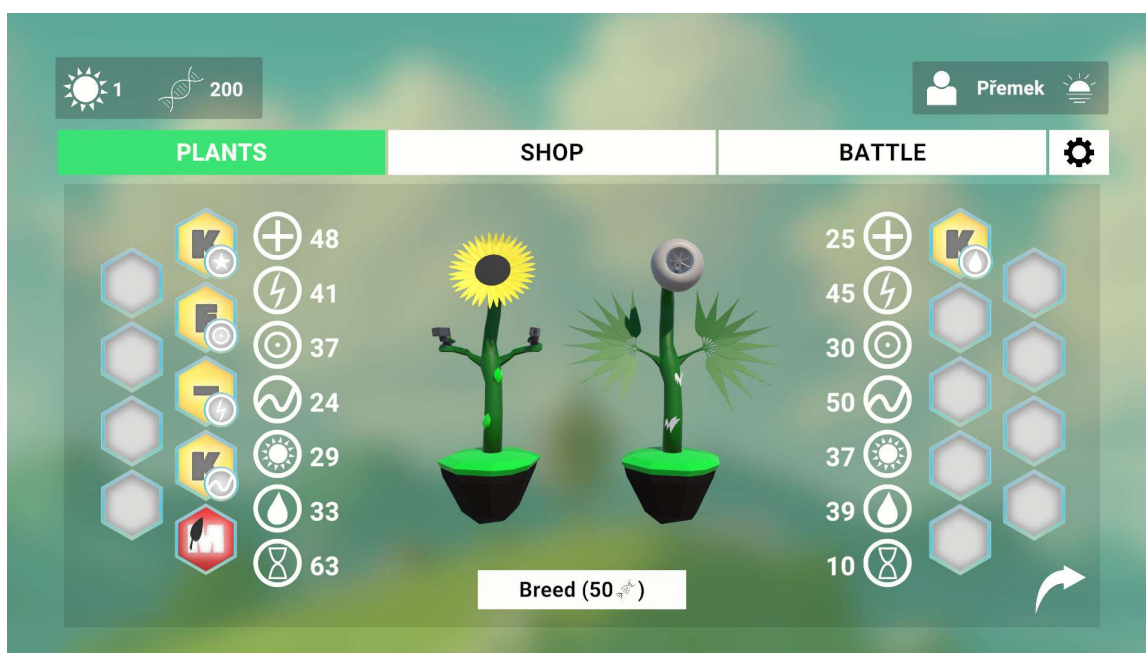 1 200
Přemek
PLANTS SHOP BATTLE
K 48
E 41
37
24
K 29
33
M 63
25 K
45
30
50
37
39
10
Breed (50 )